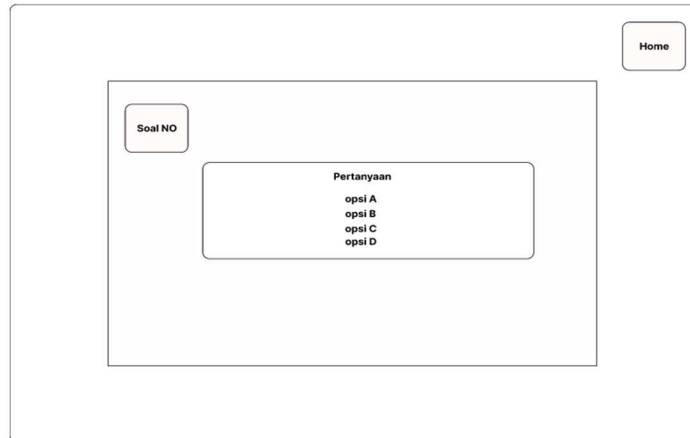 Home
Soal NO
Pertanyaan
opsi A
opsi B
opsi C
opsi D